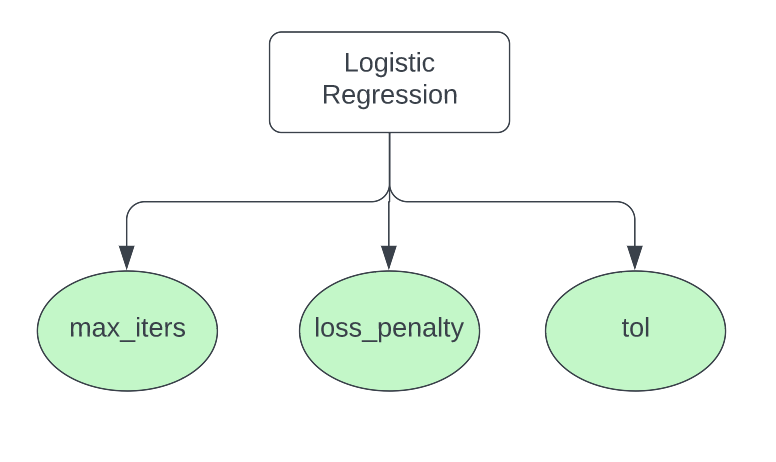 Logistic
Regression
max_iters
loss_penalty
tol